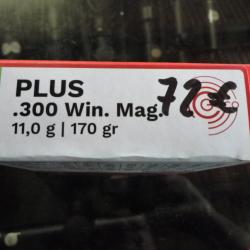 PLUS
.300 Win. Mag. 72 €
11,0 g | 170 gr